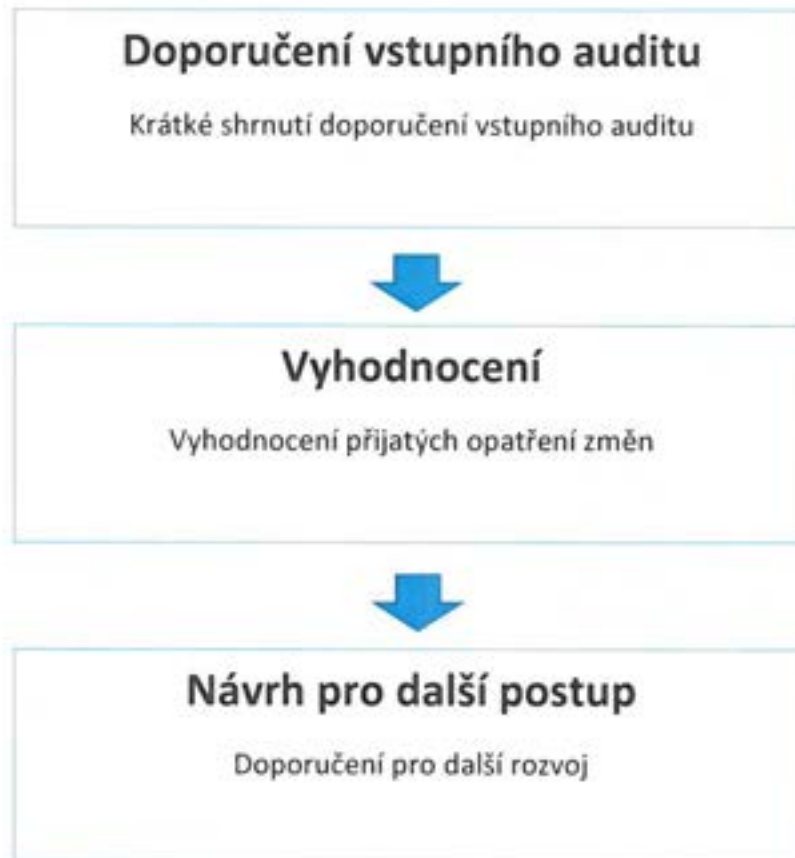 Doporučení vstupního auditu
Krátké shrnutí doporučení vstupního auditu
Vyhodnocení
Vyhodnocení přijatých opatření změn
Návrh pro další postup
Doporučení pro další rozvoj